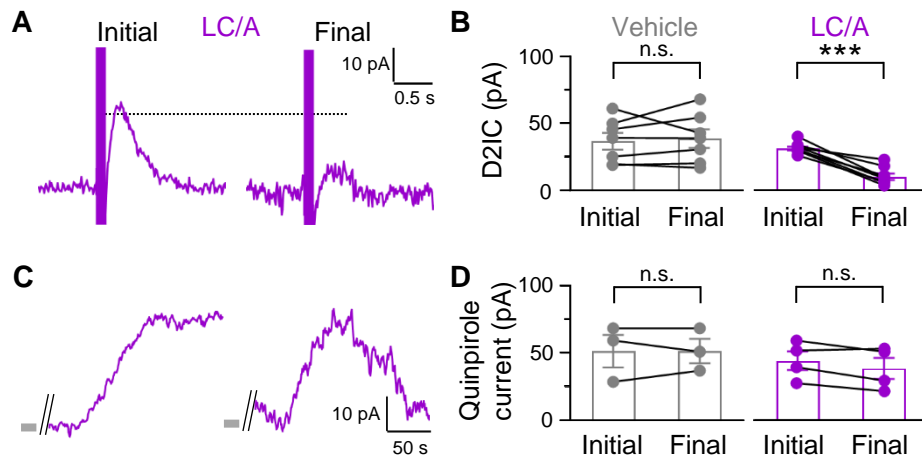 A
Initial LC/A Final
10 pA
0.5 s
B
Vehicle LC/A
n.s. ***
D2IC (pA)
100
50
0
Initial Final Initial Final
C
10 pA
50 s
D
n.s. n.s.
Quinpirole
current (pA)
100
50
0
Initial Final Initial Final